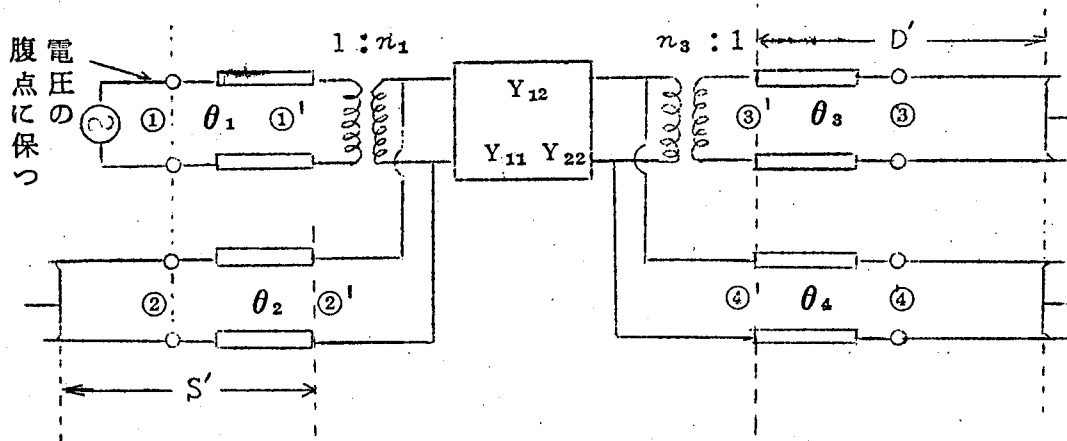 電圧の
腹点に保つ
1 : n₁
n₃ : 1
D′
① θ₁ ①′
Y₁₂
Y₁₁ Y₂₂
③′ θ₃ ③
② θ₂ ②′
④′ θ₄ ④
S′